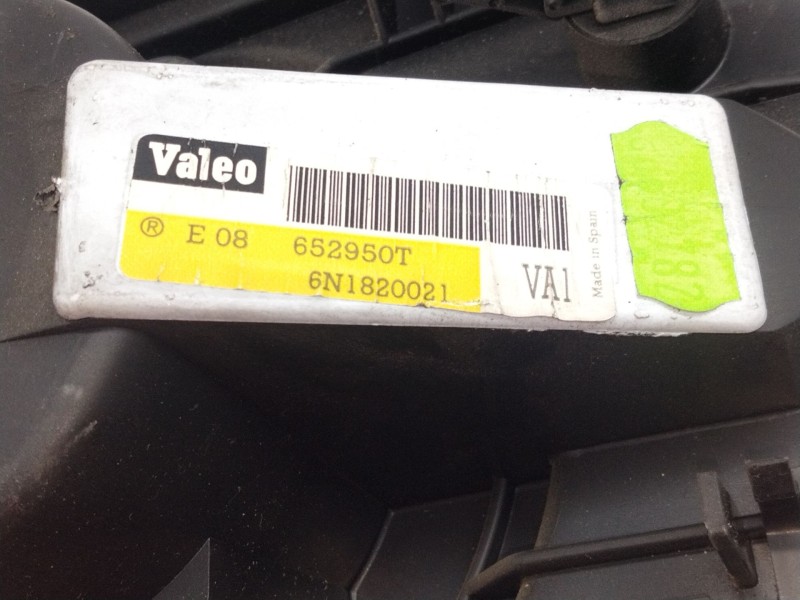 Valeo
® E 08 652950T
6N1820021
VA1
Made in Spain